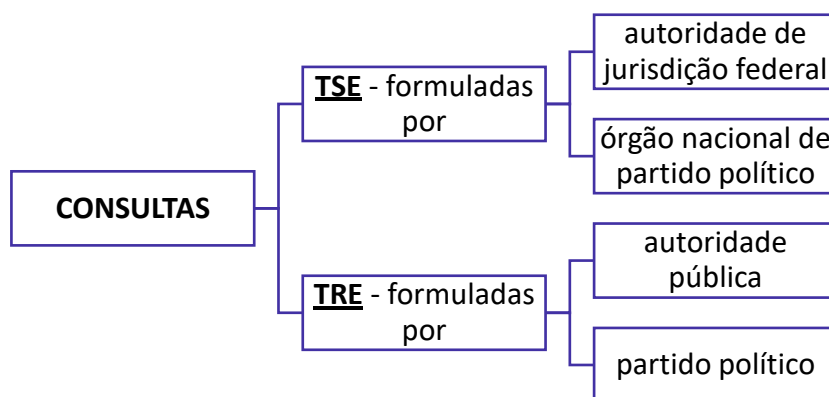 CONSULTAS
TSE - formuladas
por
autoridade de
jurisdição federal
órgão nacional de
partido político
TRE - formuladas
por
autoridade
pública
partido político